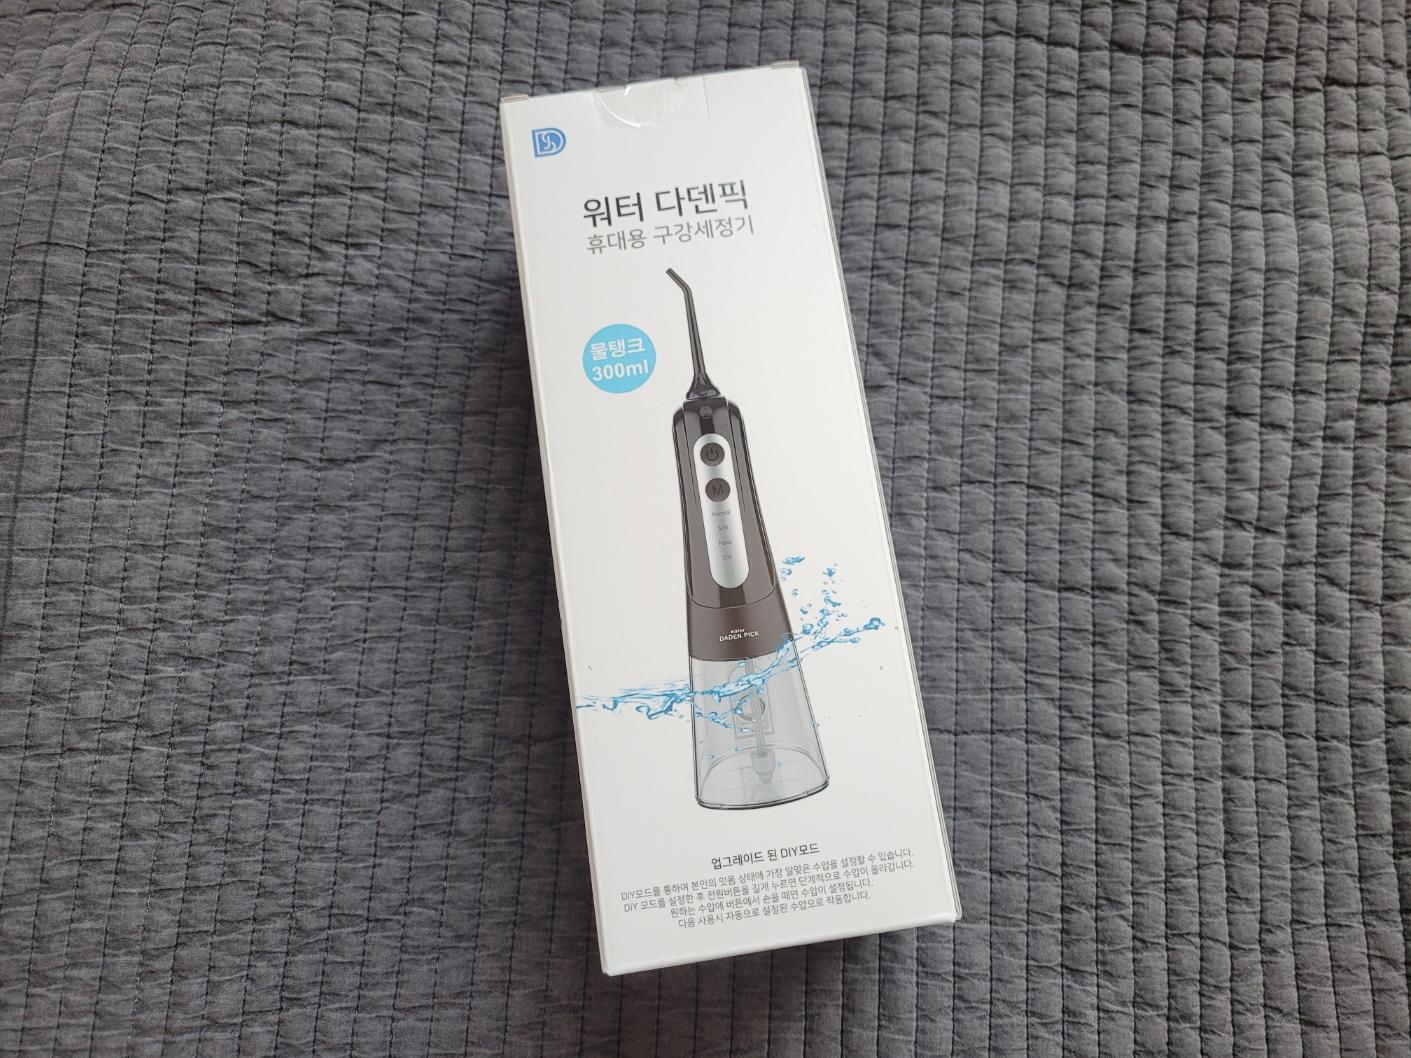 워터 다덴픽
휴대용 구강세정기
물탱크
300ml
M
Normal
Soft
Pulse
DIY
water
DADEN PICK
업그레이드 된 DIY모드
DIY모드를 통하여 본인의 잇몸 상태에 가장 알맞은 수압을 설정할 수 있습니다.
DIY 모드를 설정한 후 전원버튼을 길게 누르면 단계적으로 수압이 올라갑니다.
원하는 수압에 버튼에서 손을 떼면 수압이 설정됩니다.
다음 사용시 자동으로 설정된 수압으로 작동합니다.